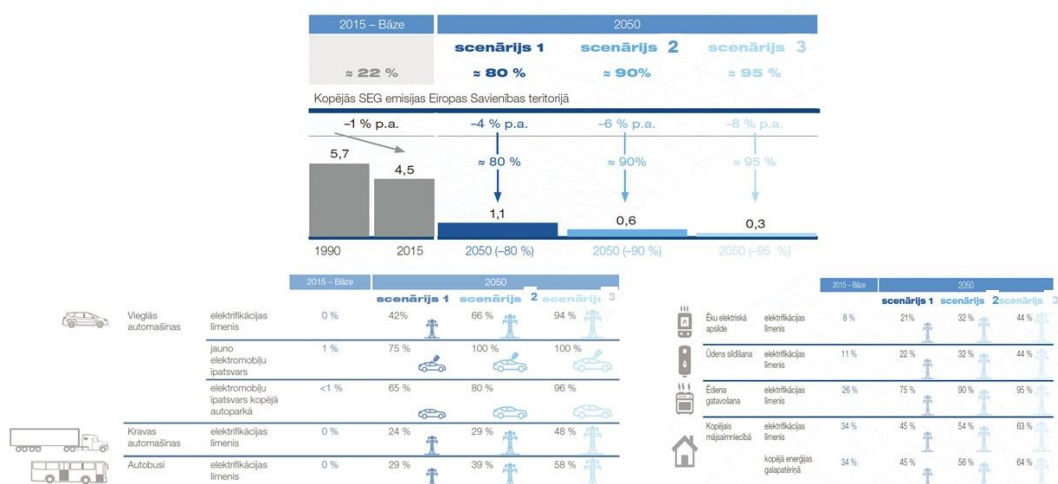 2015 – Bāze 2050
scenārijs 1 scenārijs 2 scenārijs 3
≈ 22 % ≈ 80 % ≈ 90% ≈ 95 %
Kopējās SEG emisijas Eiropas Savienības teritorijā
–1 % p.a. –4 % p.a. –6 % p.a. –8 % p.a.
≈ 80 % ≈ 90% ≈ 95 %
5,7 4,5 1,1 0,6 0,3
1990 2015 2050 (–80 %) 2050 (–90 %) 2050 (–95 %)
2015 – Bāze 2050
scenārijs 1 scenārijs 2 scenārijs 3
Vieglās automašīnas elektrifikācijas līmenis 0 % 42% 66 % 94 %
jauno elektromobiļu īpatsvars 1 % 75 % 100 % 100 %
elektromobiļu īpatsvars kopējā autoparkā <1 % 65 % 80 % 96 %
Kravas automašīnas elektrifikācijas līmenis 0 % 24 % 29 % 48 %
Autobusi elektrifikācijas līmenis 0 % 29 % 39 % 58 %
2015 – Bāze 2050
scenārijs 1 scenārijs 2 scenārijs 3
Ēku elektriskā apsilde elektrifikācijas līmenis 8 % 21% 32 % 44 %
Ūdens sildīšana elektrifikācijas līmenis 11 % 22 % 32 % 44 %
Ēdiena gatavošana elektrifikācijas līmenis 26 % 75 % 90 % 95 %
Kopējais mājsaimniecībā elektrifikācijas līmenis 34 % 45 % 54 % 63 %
kopējā enerģijas galapatēriņā 34 % 45 % 56 % 64 %